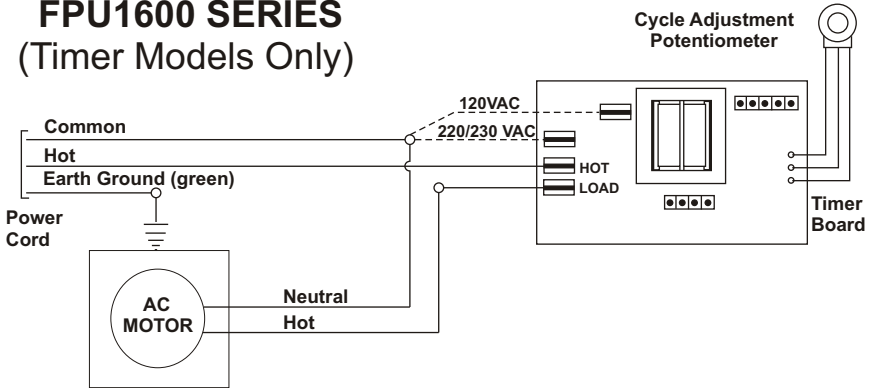 FPU1600 SERIES
(Timer Models Only)
Cycle Adjustment
Potentiometer
120VAC
220/230 VAC
Common
Hot
Earth Ground (green)
HOT
LOAD
Power
Cord
Timer
Board
AC
MOTOR
Neutral
Hot